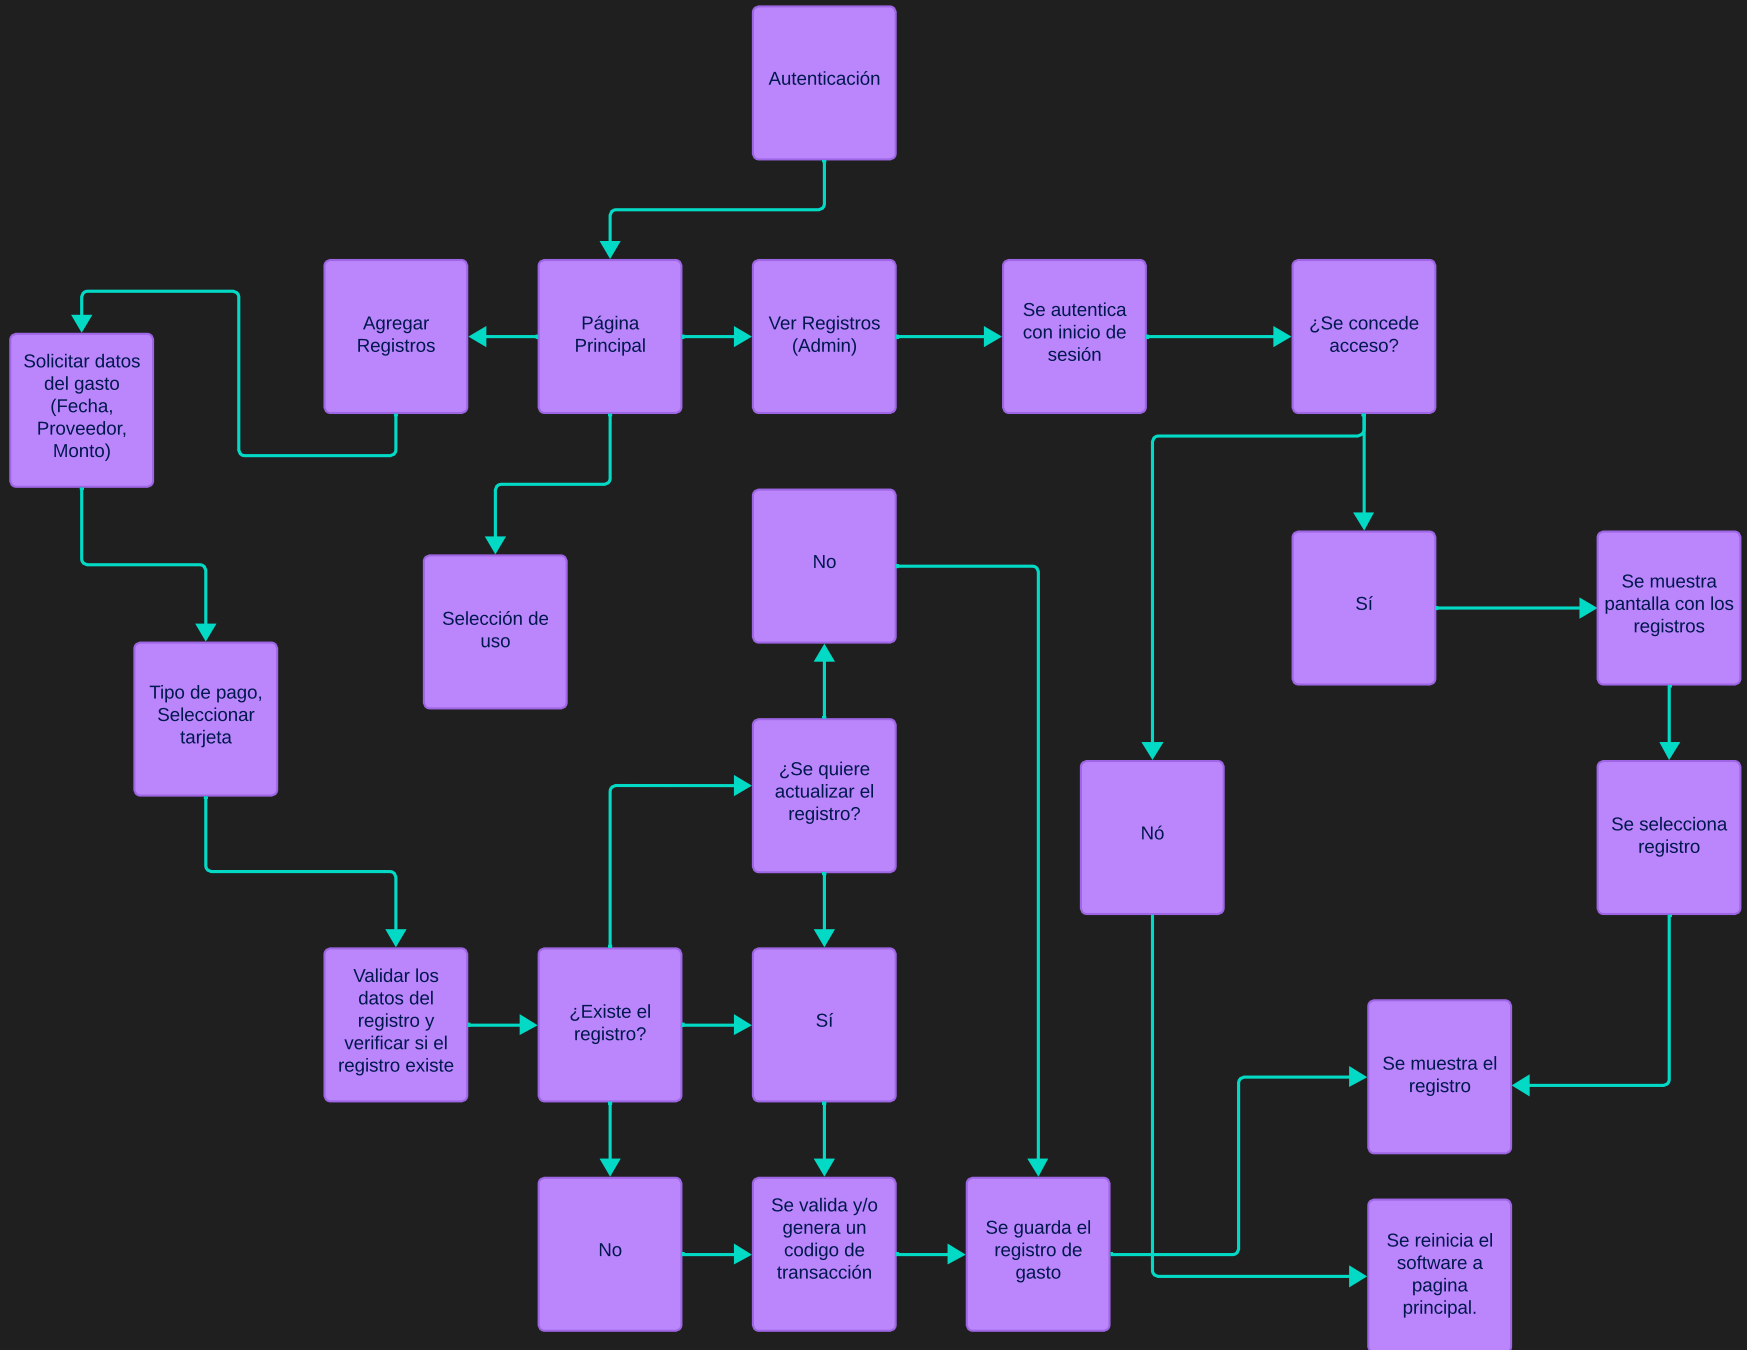 Autenticación
Agregar
Registros
Página
Principal
Ver Registros
(Admin)
Se autentica
con inicio de
sesión
¿Se concede
acceso?
Solicitar datos
del gasto
(Fecha,
Proveedor,
Monto)
No
Selección de
uso
Sí
Se muestra
pantalla con los
registros
Tipo de pago,
Seleccionar
tarjeta
¿Se quiere
actualizar el
registro?
Nó
Se selecciona
registro
Validar los
datos del
registro y
verificar si el
registro existe
¿Existe el
registro?
Sí
Se muestra el
registro
No
Se valida y/o
genera un
codigo de
transacción
Se guarda el
registro de
gasto
Se reinicia el
software a
pagina
principal.